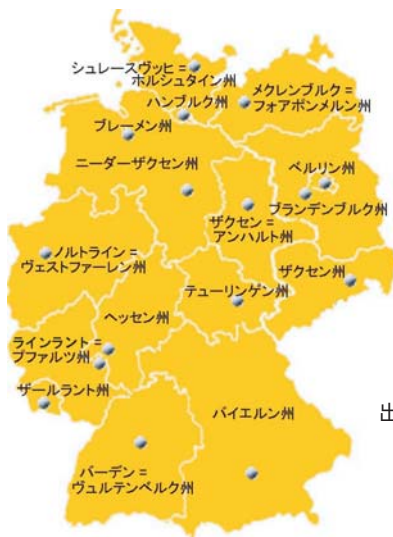 シュレースヴッヒ =
ホルシュタイン州
メクレンブルク =
フォアポンメルン州
ハンブルク州
ブレーメン州
ニーダーザクセン州
ベルリン州
ブランデンブルク州
ザクセン =
アンハルト州
ノルトライン =
ヴェストファーレン州
ザクセン州
テューリンゲン州
ヘッセン州
ラインラント =
プファルツ州
ザールラント州
バイエルン州
出
バーデン =
ヴュルテンベルク州